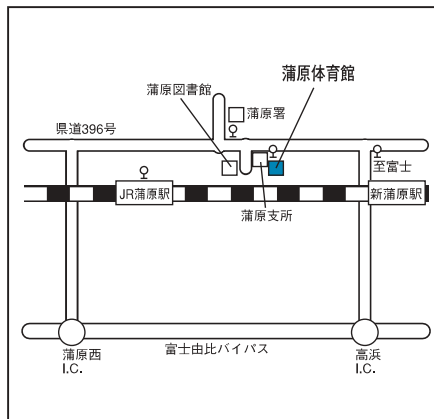 蒲原体育館
蒲原図書館
蒲原署
県道396号
至富士
JR蒲原駅
新蒲原駅
蒲原支所
富士由比バイパス
蒲原西
I.C.
高浜
I.C.